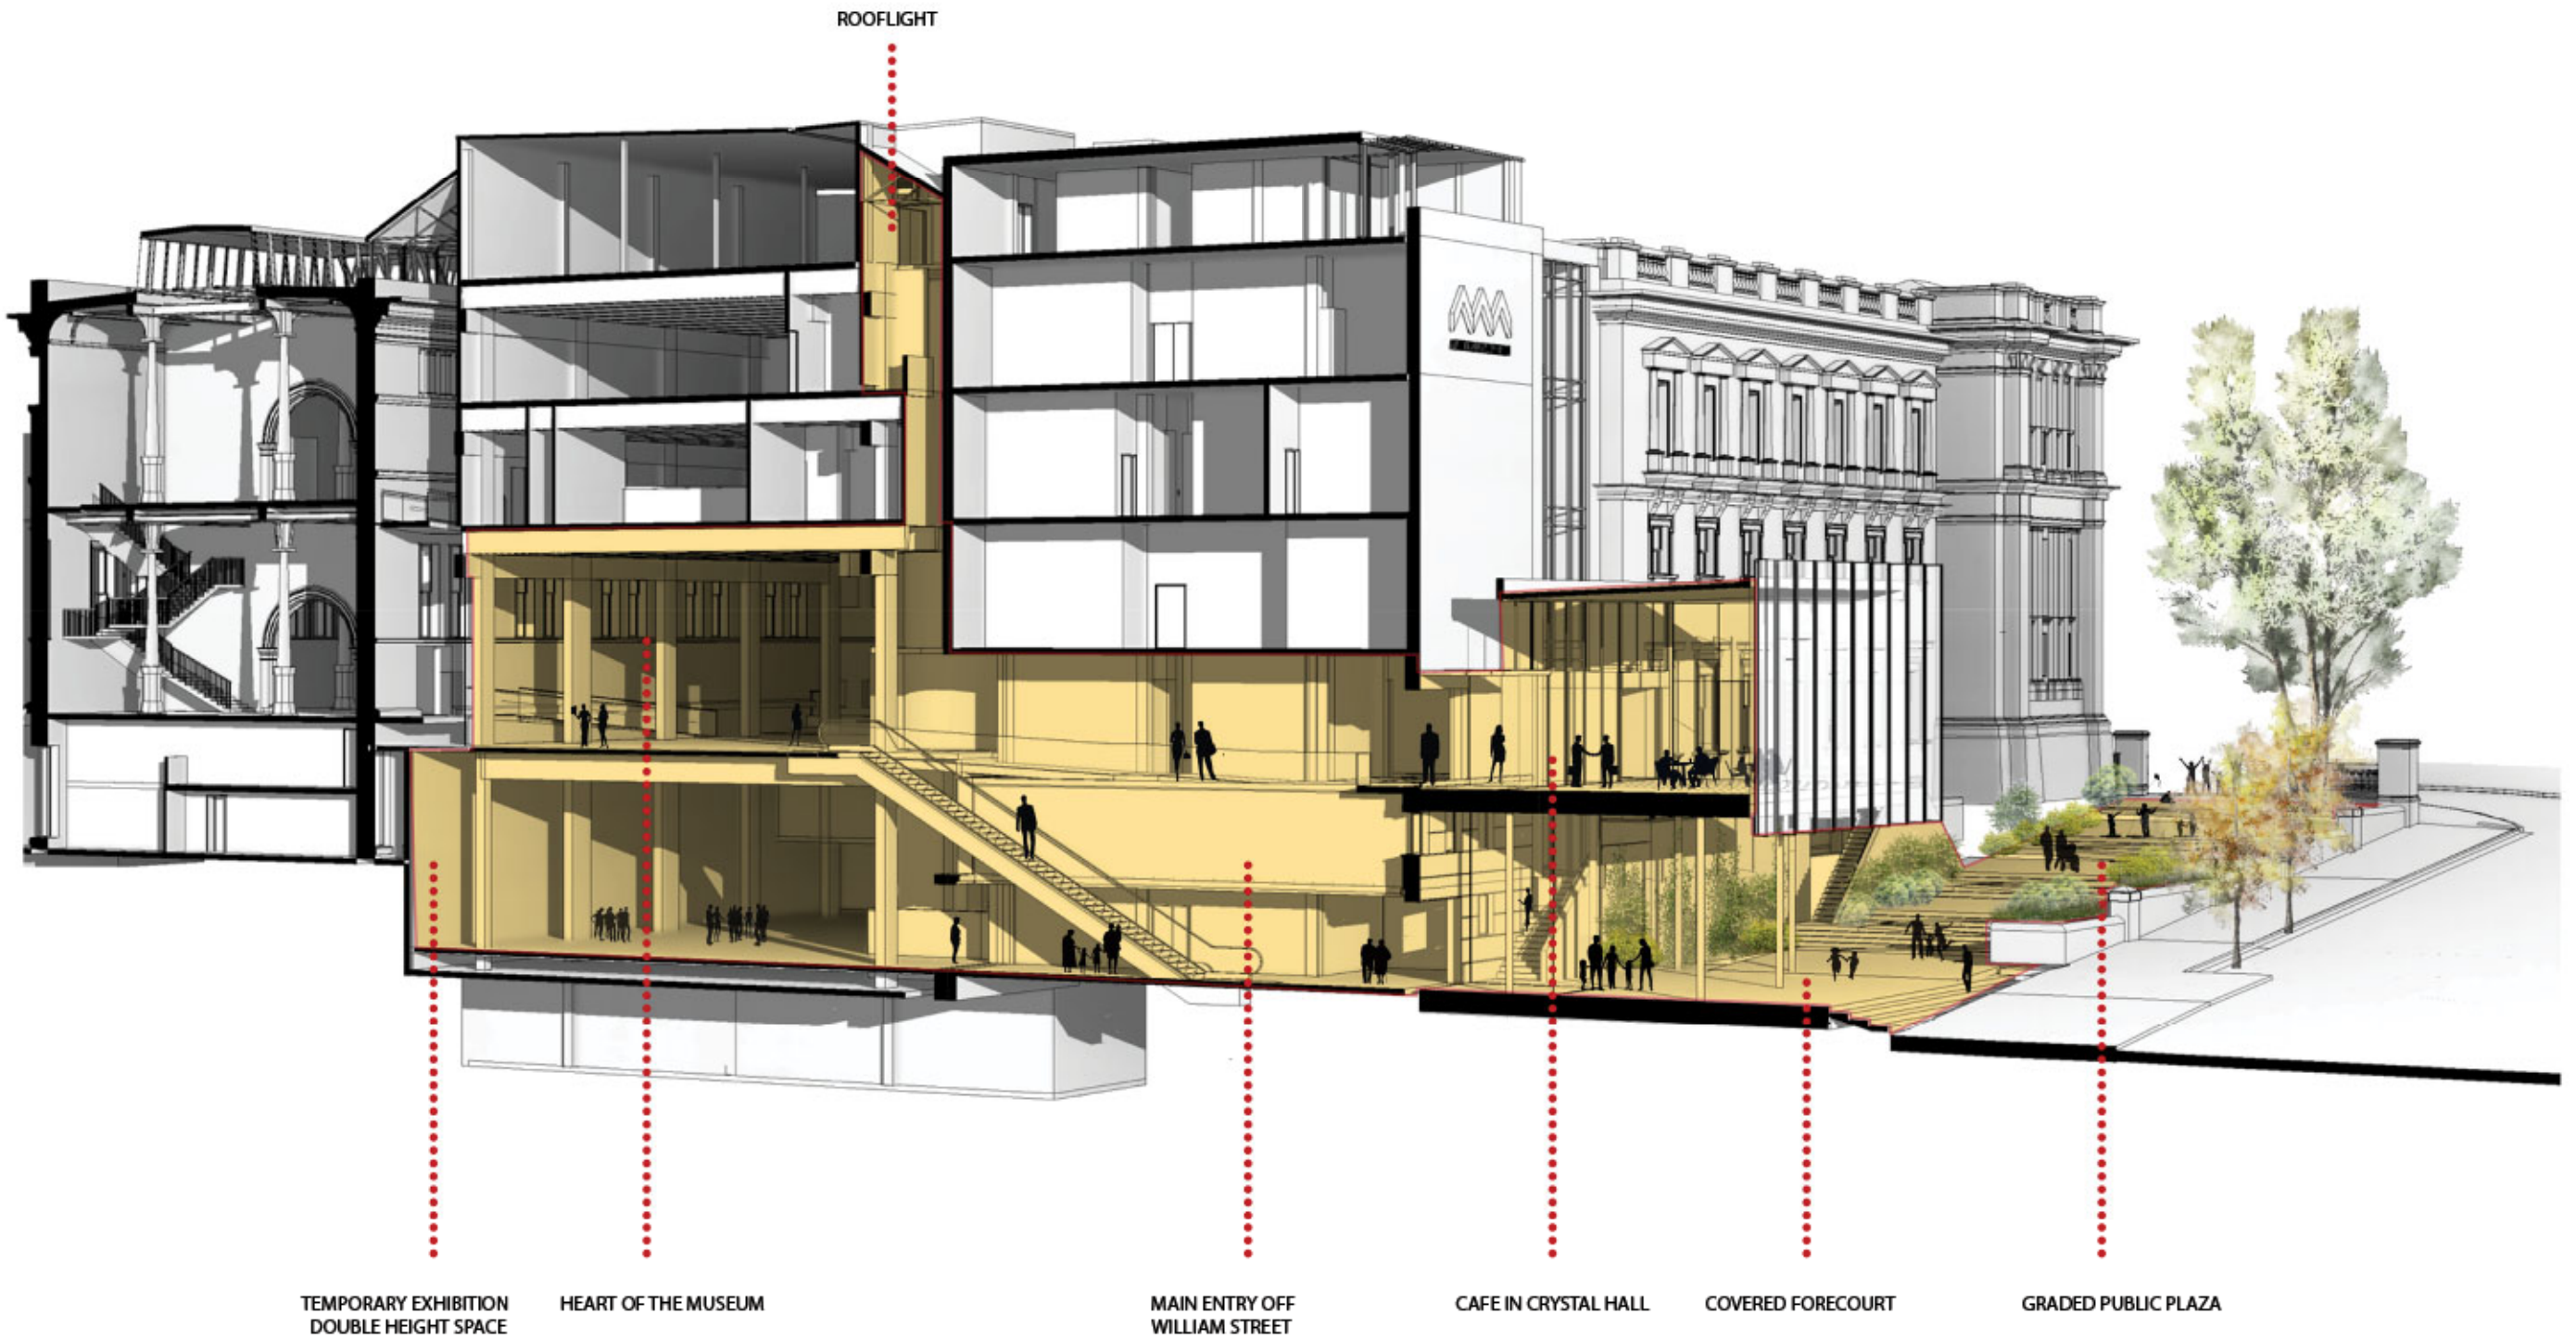 ROOFLIGHT
TEMPORARY EXHIBITION
DOUBLE HEIGHT SPACE
HEART OF THE MUSEUM
MAIN ENTRY OFF
WILLIAM STREET
CAFE IN CRYSTAL HALL
COVERED FORECOURT
GRADED PUBLIC PLAZA